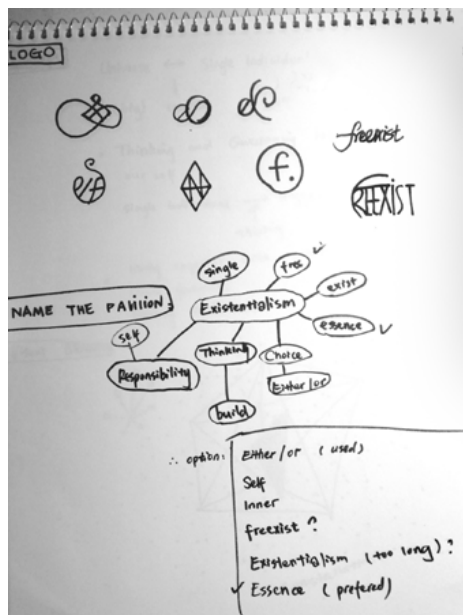 LOGO
f.
e/f
freexist
FREEXIST
single
free
exist
Existentialism
essence
NAME THE PAVILION:
self
Thinking
Choice
Responsibility
Either/or
build
∴ option:
Either/or (used)
Self
Inner
freexist?
Existentialism (too long)?
Essence (prefered)